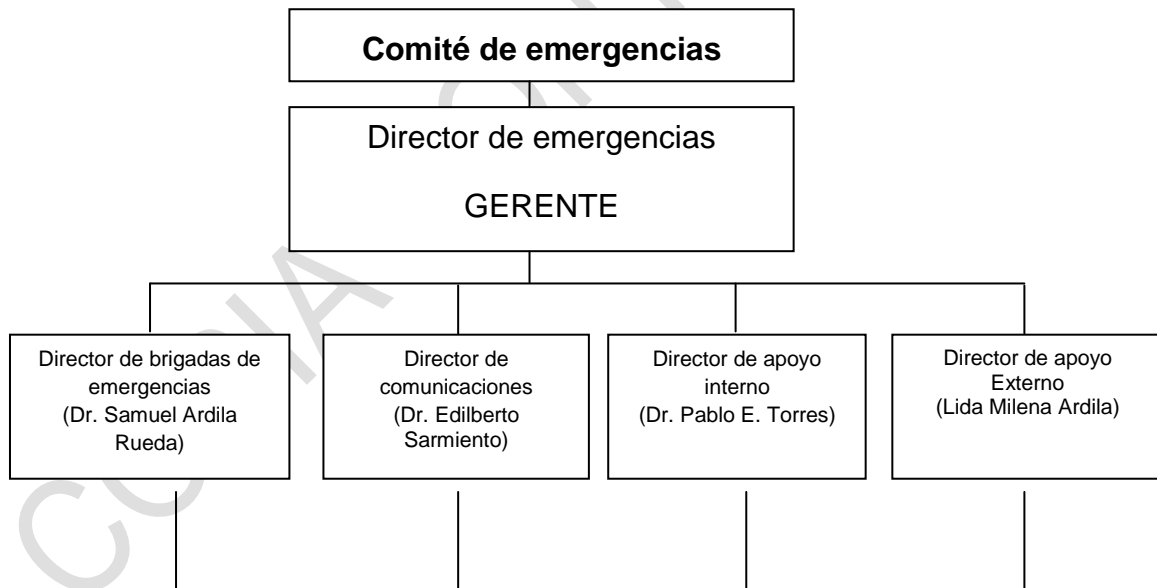 Comité de emergencias
Director de emergencias
GERENTE
Director de brigadas de
emergencias
(Dr. Samuel Ardila
Rueda)
Director de
comunicaciones
(Dr. Edilberto
Sarmiento)
Director de apoyo
interno
(Dr. Pablo E. Torres)
Director de apoyo
Externo
(Lida Milena Ardila)